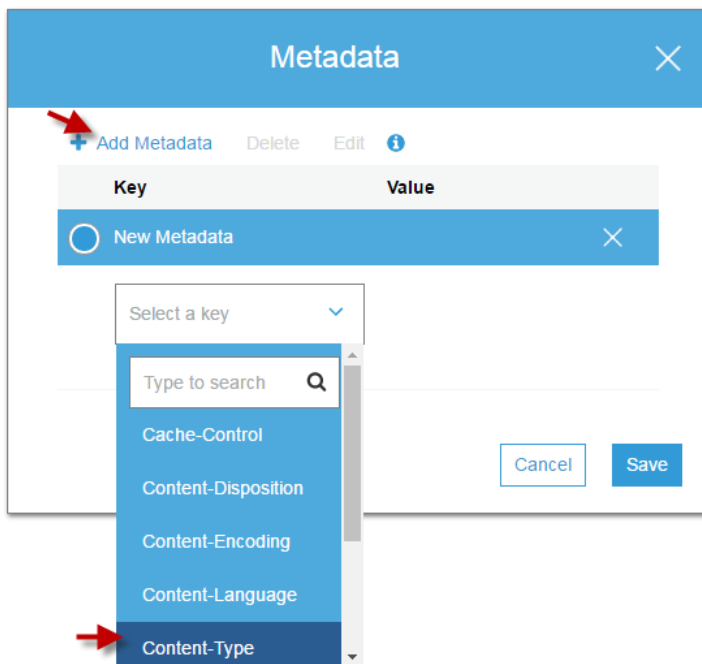 Metadata
Add Metadata Delete Edit
Key Value
New Metadata
Select a key
Type to search
Cache-Control
Content-Disposition
Content-Encoding
Content-Language
Content-Type
Cancel Save